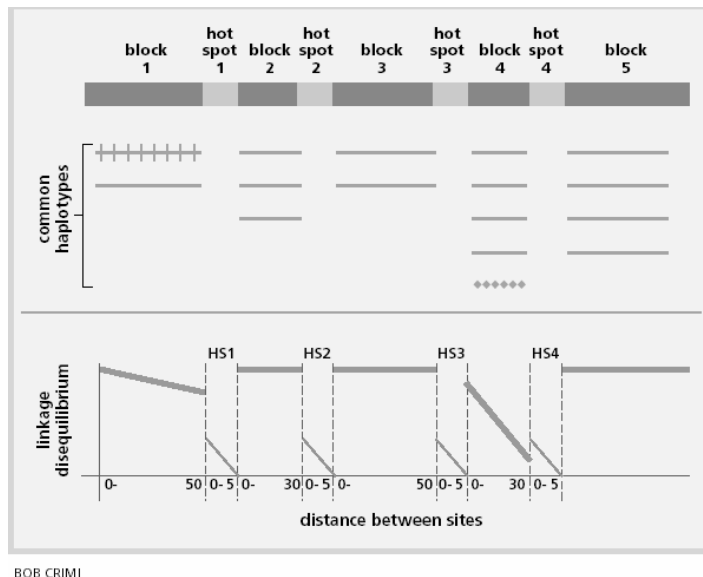 block 1
hot spot 1
block 2
hot spot 2
block 3
hot spot 3
block 4
hot spot 4
block 5
common haplotypes
HS1 HS2 HS3 HS4
linkage disequilibrium
0- 50 0- 5 0- 30 0- 5 0- 50 0- 5 0- 30 0- 5
distance between sites
BOB CRIMI